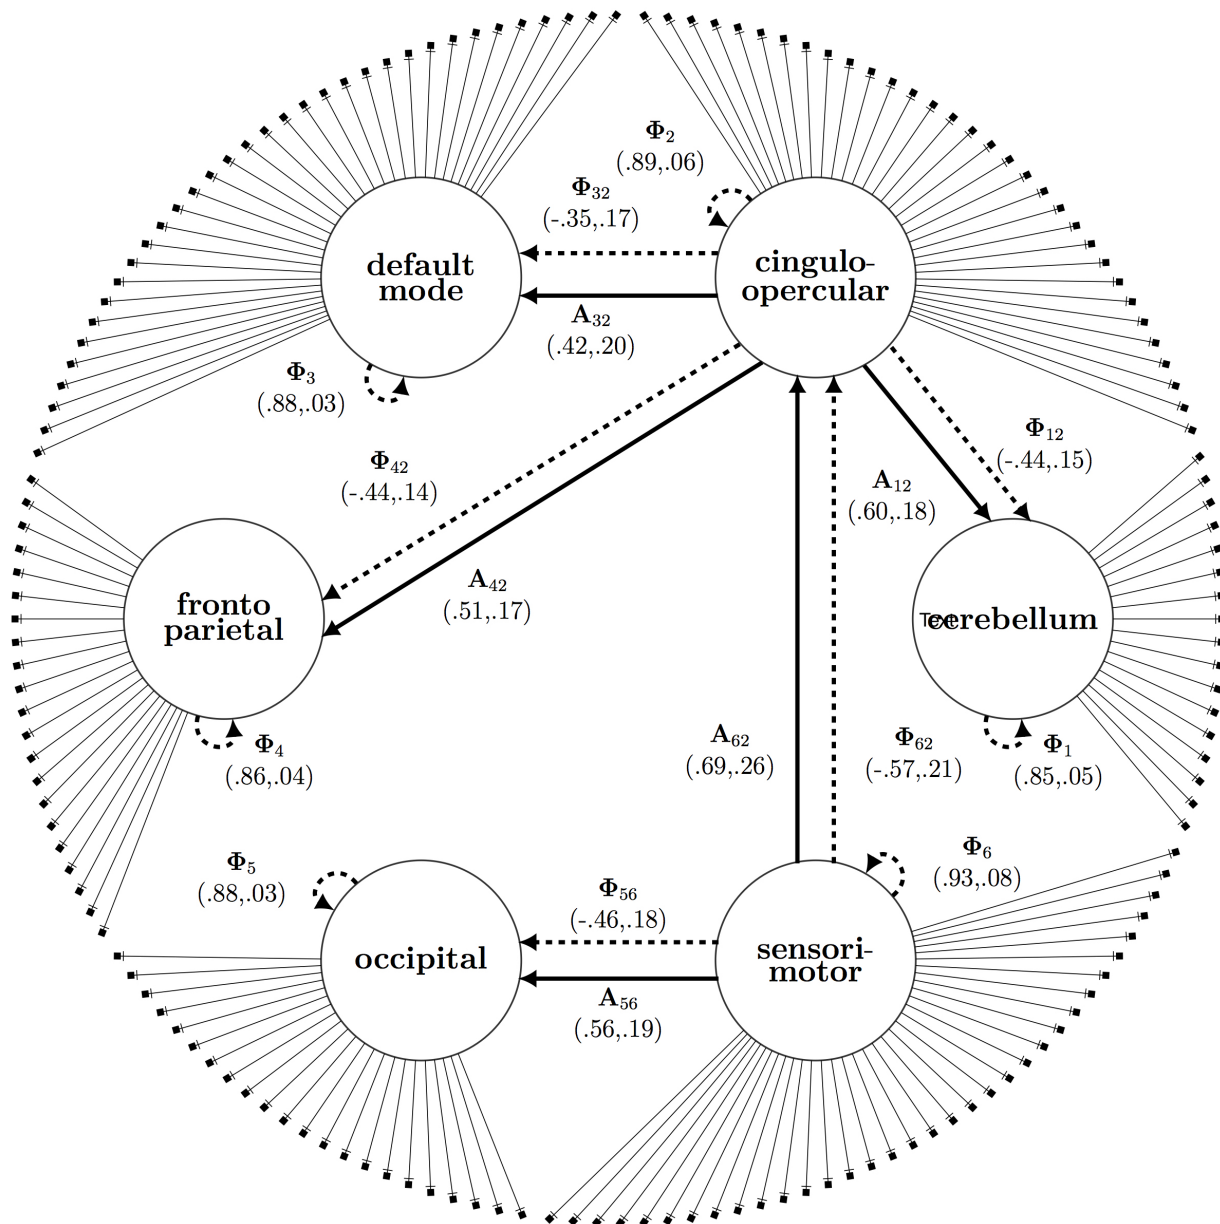 Φ2
(.89,.06)
Φ32
(-.35,.17)
default
mode
cingulo-
opercular
A32
(.42,.20)
Φ3
(.88,.03)
Φ42
(-.44,.14)
Φ12
(-.44,.15)
A12
(.60,.18)
A42
(.51,.17)
fronto
parietal
Text
cerebellum
Φ4
(.86,.04)
A62
(.69,.26)
Φ62
(-.57,.21)
Φ1
(.85,.05)
Φ5
(.88,.03)
Φ6
(.93,.08)
Φ56
(-.46,.18)
occipital
sensori-
motor
A56
(.56,.19)